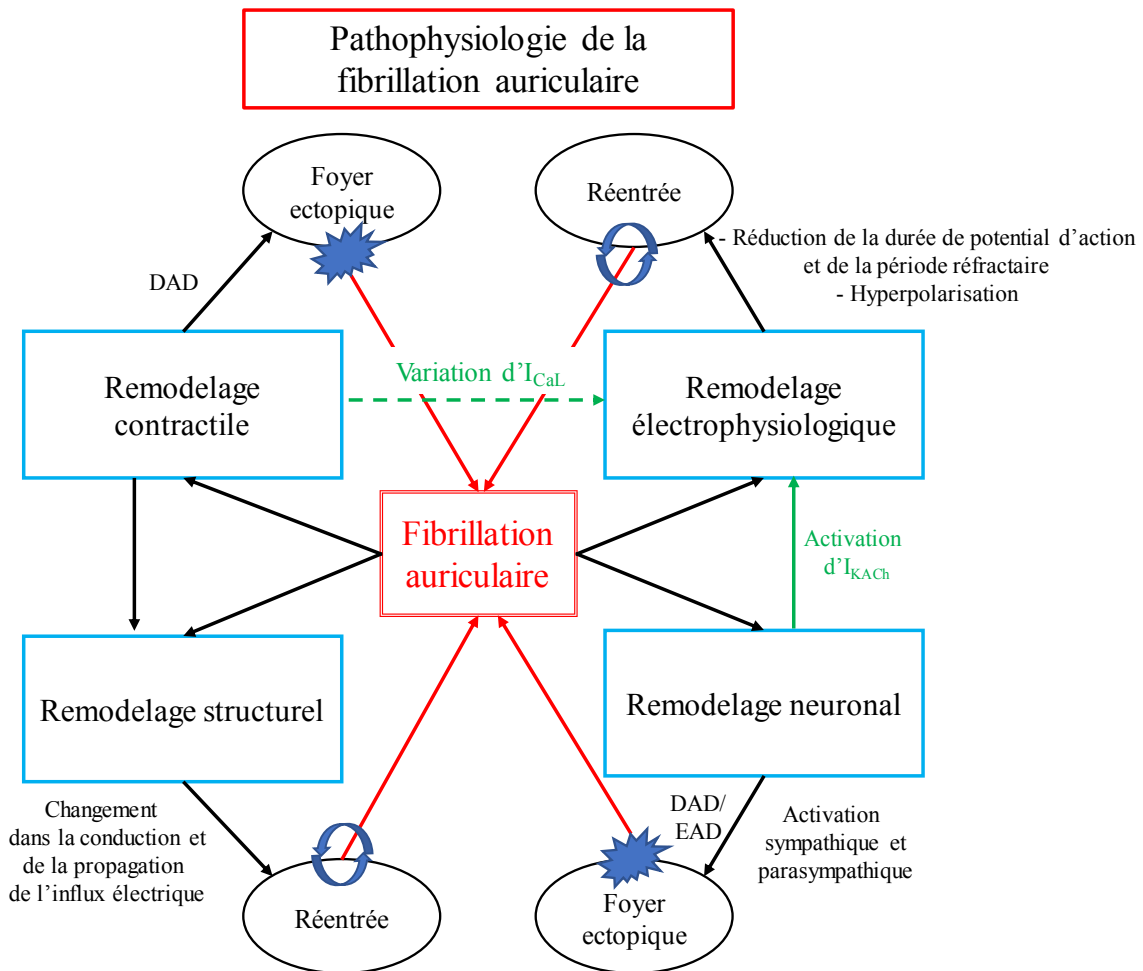 Pathophysiologie de la
fibrillation auriculaire
Foyer
ectopique
Réentrée
DAD
- Réduction de la durée de potential d’action
et de la période réfractaire
- Hyperpolarisation
Remodelage
contractile
Variation d’I_CaL
Remodelage
électrophysiologique
Fibrillation
auriculaire
Activation
d’I_KACh
Remodelage structurel
Remodelage neuronal
Changement
dans la conduction et
de la propagation
de l’influx électrique
DAD/
EAD
Activation
sympathique et
parasympathique
Réentrée
Foyer
ectopique